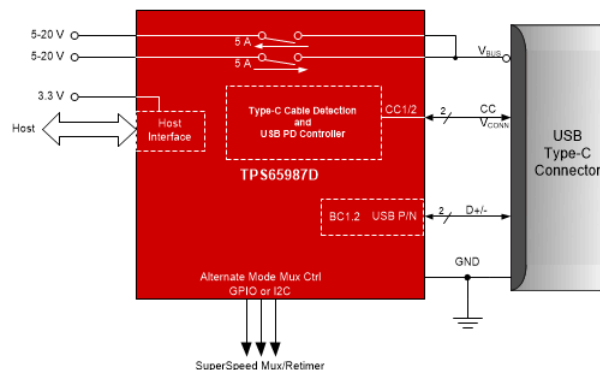 5-20 V
5 A
5-20 V
5 A
VBUS
3.3 V
Host
Host
Interface
Type-C Cable Detection
and
USB PD Controller
CC1/2
2
CC
VCONN
USB
Type-C
Connector
TPS65987D
BC1.2 USB P/N
2
D+/-
GND
Alternate Mode Mux Ctrl
GPIO or I2C
SuperSpeed Mux/Retimer